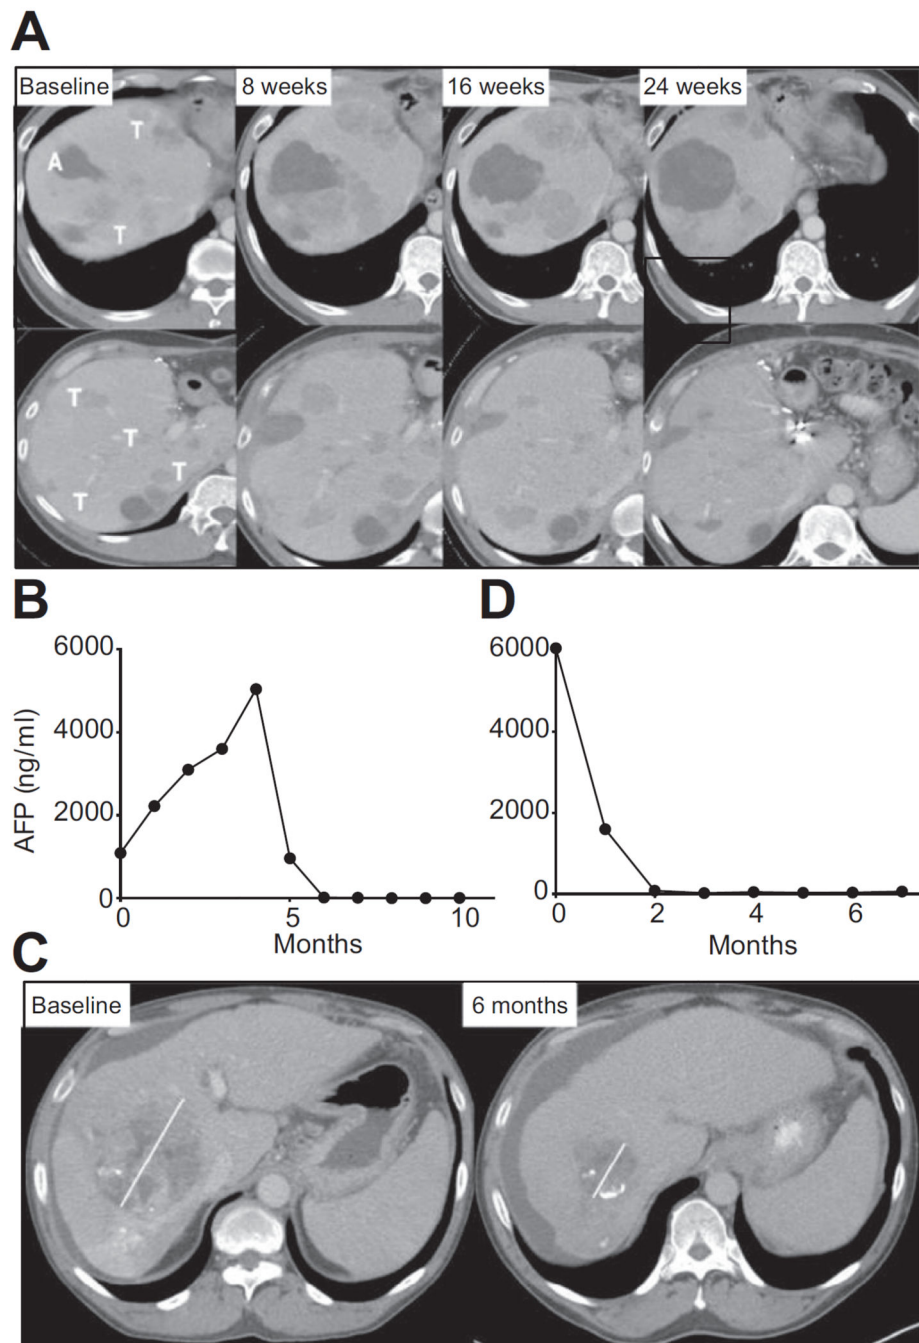 A
Baseline
8 weeks
16 weeks
24 weeks
T
A
T
T
T
T
T
B
D
6000
4000
2000
0
AFP (ng/ml)
0
5
10
Months
6000
4000
2000
0
0
2
4
6
Months
C
Baseline
6 months